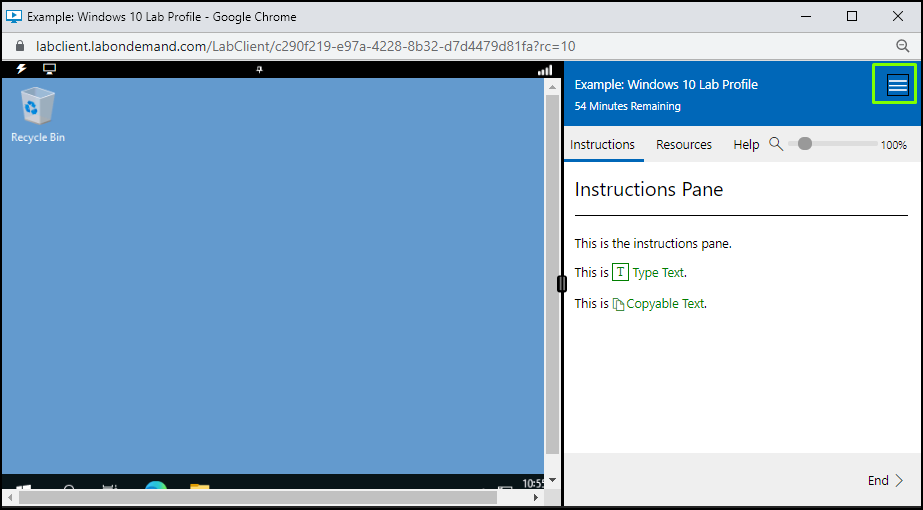 Example: Windows 10 Lab Profile - Google Chrome
labclient.labondemand.com/LabClient/c290f219-e97a-4228-8b32-d7d4479d81fa?rc=10
Recycle Bin
Example: Windows 10 Lab Profile
54 Minutes Remaining
Instructions Resources Help 100%
Instructions Pane
This is the instructions pane.
This is T Type Text.
This is Copyable Text.
10:55
End